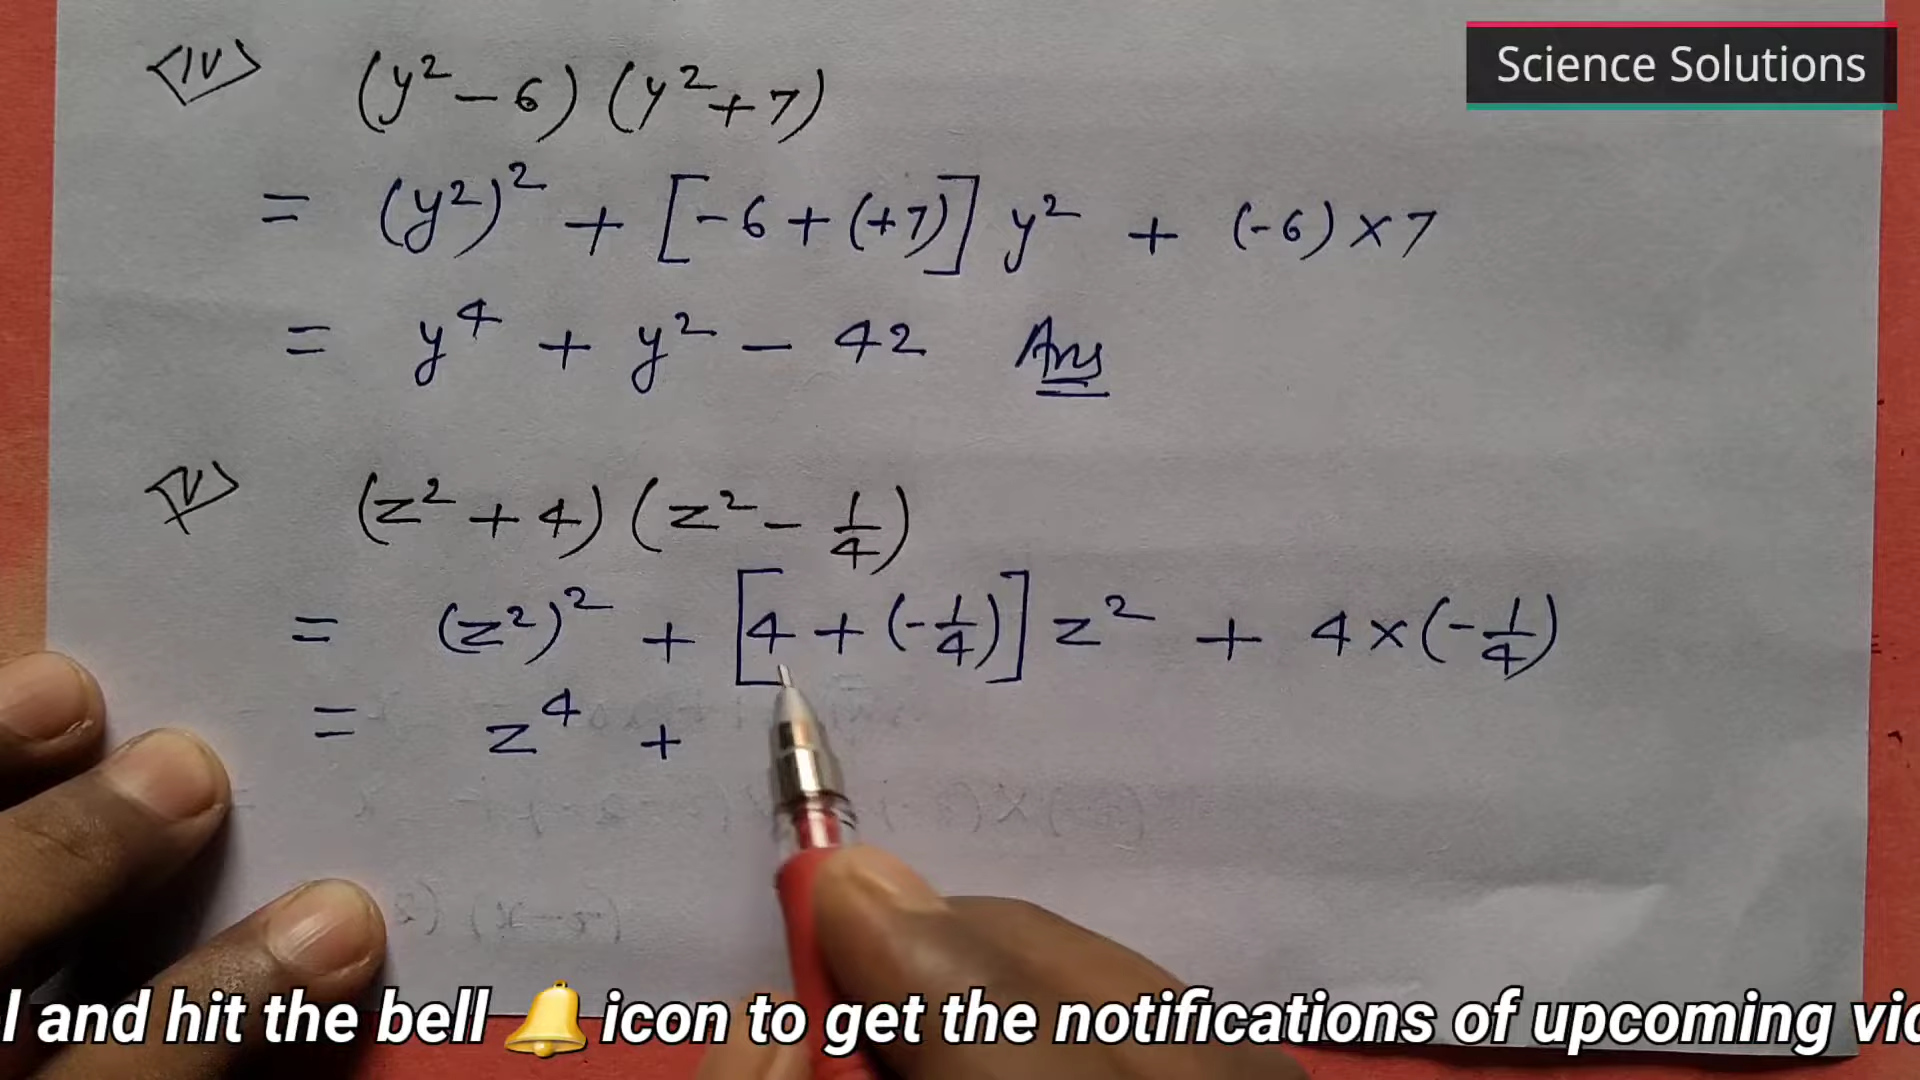 Science Solutions
<IV> (y² - 6) (y² + 7)
= (y²)² + [-6 + (+7)] y² + (-6) × 7
= y⁴ + y² - 42 Ans
<V> (z² + 4) (z² - 1/4)
= (z²)² + [4 + (-1/4)] z² + 4 × (-1/4)
= z⁴ +
l and hit the bell 🔔 icon to get the notifications of upcoming vid